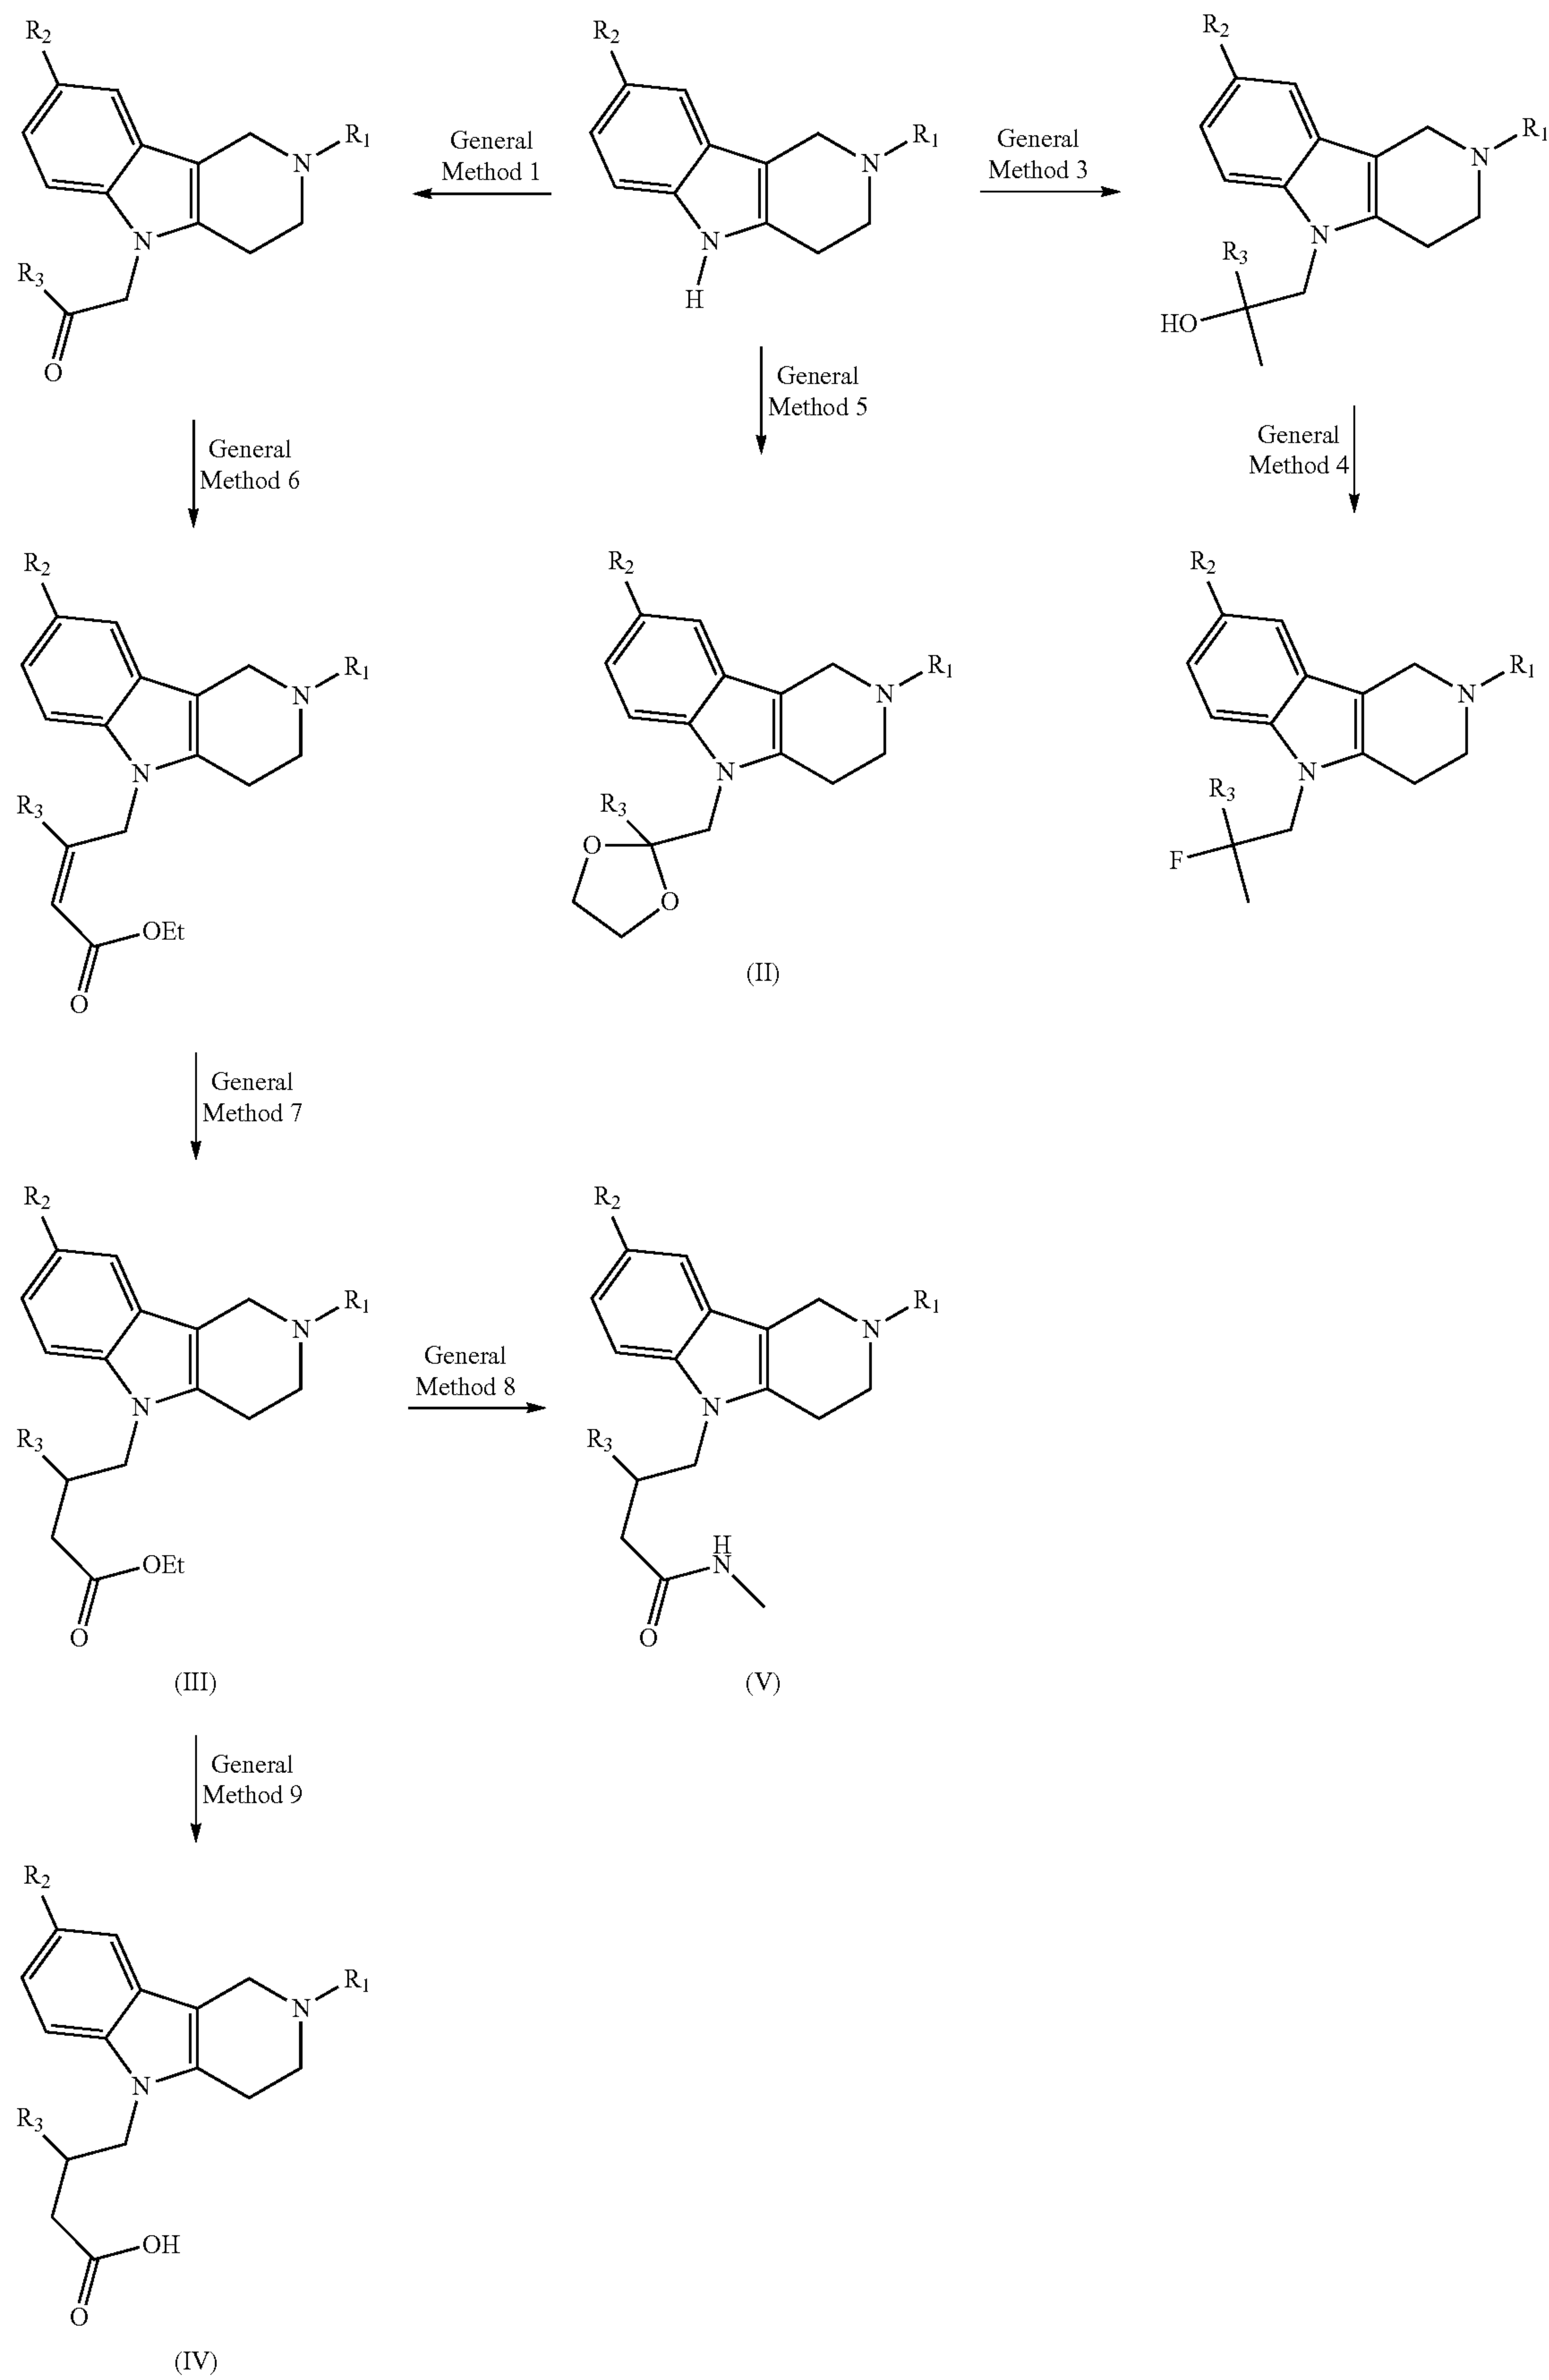 R2
R2
R2
R1
General
Method 1
R1
General
Method 3
R1
N
N
N
N
N
N
R3
O
H
R3
HO
General
Method 5
General
Method 6
General
Method 4
R2
R2
R2
R1
R1
R1
N
N
N
N
N
N
R3
R3
R3
O
O
F
OEt
O
(II)
General
Method 7
R2
R2
R1
R1
N
N
General
Method 8
N
N
R3
R3
OEt
H
N
O
O
(III)
(V)
General
Method 9
R2
R1
N
N
R3
OH
O
(IV)